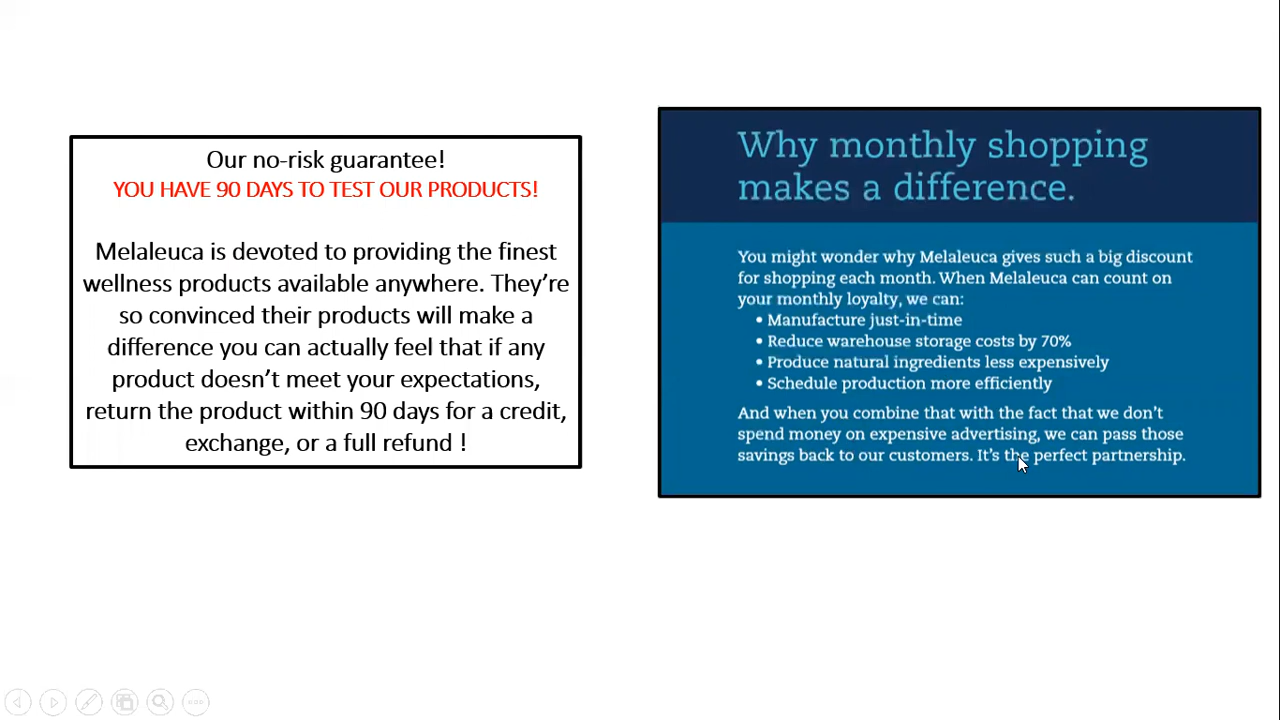 Our no-risk guarantee!
YOU HAVE 90 DAYS TO TEST OUR PRODUCTS!
Melaleuca is devoted to providing the finest
wellness products available anywhere. They’re
so convinced their products will make a
difference you can actually feel that if any
product doesn’t meet your expectations,
return the product within 90 days for a credit,
exchange, or a full refund !
Why monthly shopping
makes a difference.
You might wonder why Melaleuca gives such a big discount
for shopping each month. When Melaleuca can count on
your monthly loyalty, we can:
• Manufacture just-in-time
• Reduce warehouse storage costs by 70%
• Produce natural ingredients less expensively
• Schedule production more efficiently
And when you combine that with the fact that we don’t
spend money on expensive advertising, we can pass those
savings back to our customers. It’s the perfect partnership.